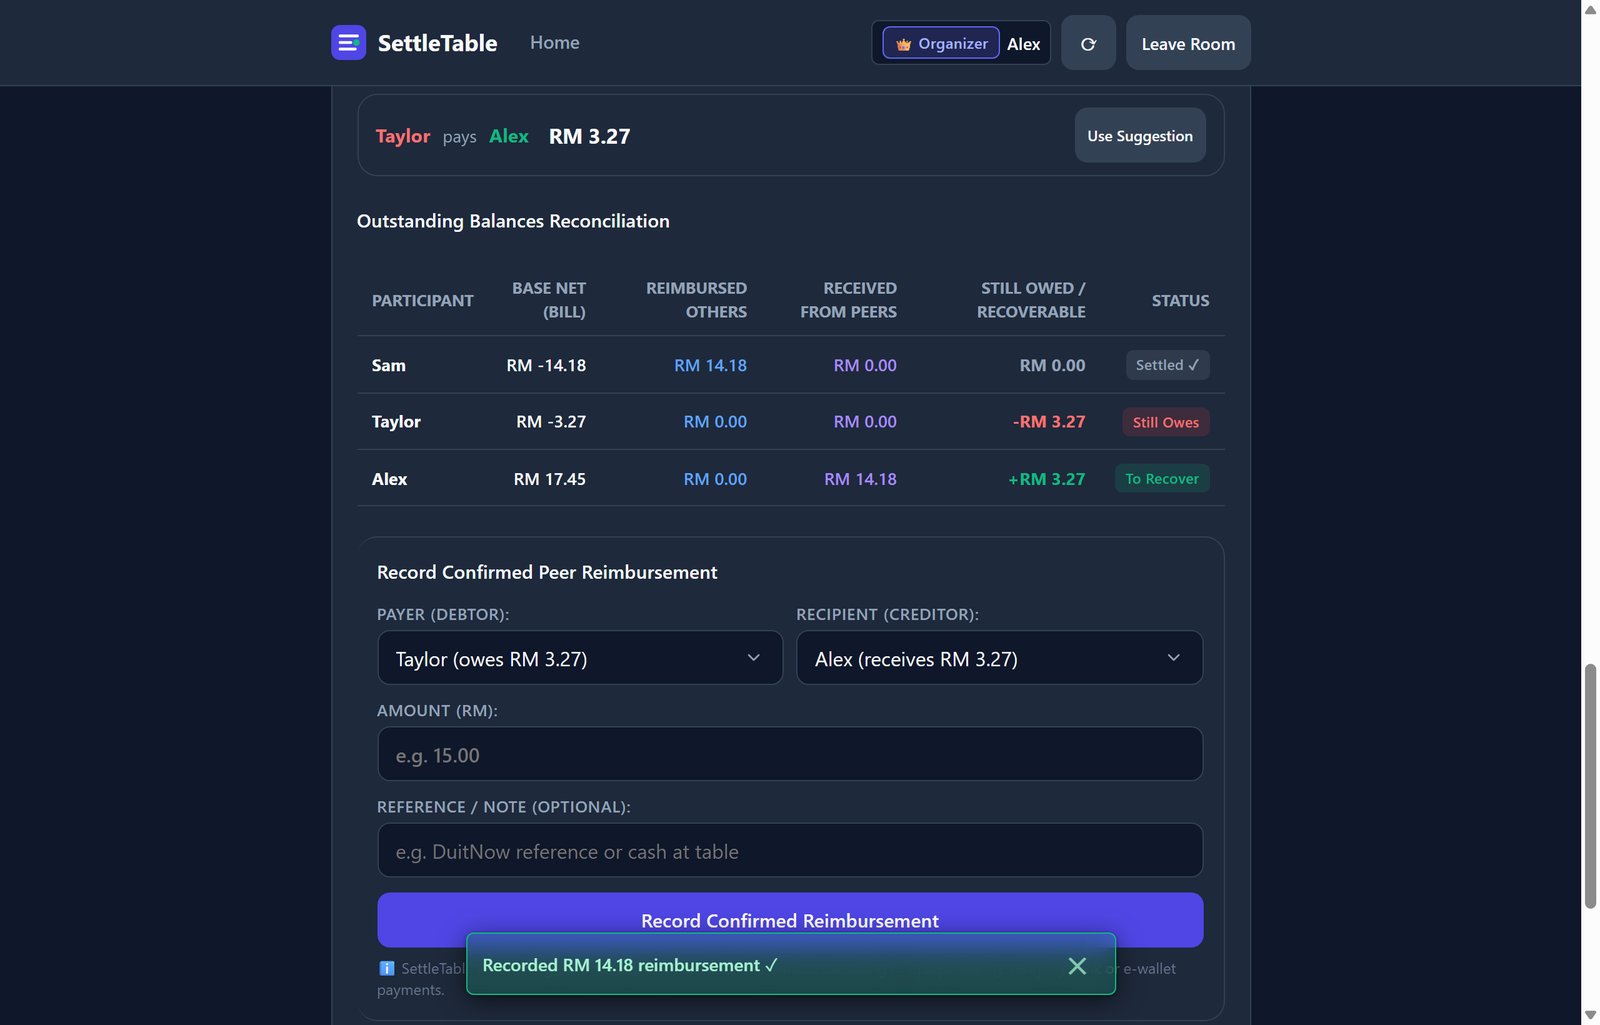 SettleTable
Home
Organizer
Alex
Leave Room
Taylor pays Alex RM 3.27
Use Suggestion
Outstanding Balances Reconciliation
PARTICIPANT
BASE NET
(BILL)
REIMBURSED
OTHERS
RECEIVED
FROM PEERS
STILL OWED /
RECOVERABLE
STATUS
Sam RM -14.18 RM 14.18 RM 0.00 RM 0.00 Settled ✓
Taylor RM -3.27 RM 0.00 RM 0.00 -RM 3.27 Still Owes
Alex RM 17.45 RM 0.00 RM 14.18 +RM 3.27 To Recover
Record Confirmed Peer Reimbursement
PAYER (DEBTOR):
Taylor (owes RM 3.27)
RECIPIENT (CREDITOR):
Alex (receives RM 3.27)
AMOUNT (RM):
e.g. 15.00
REFERENCE / NOTE (OPTIONAL):
e.g. DuitNow reference or cash at table
Record Confirmed Reimbursement
Recorded RM 14.18 reimbursement ✓
or e-wallet
payments.